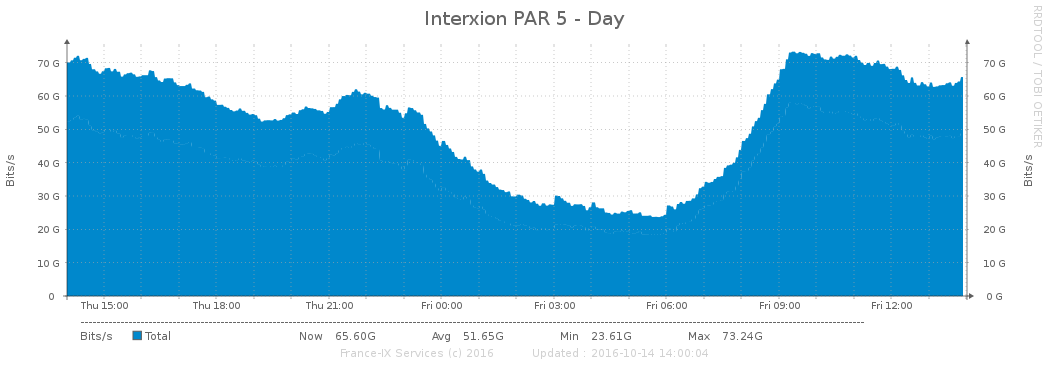 Interxion PAR 5 - Day
RRDTOOL / TOBI OETIKER
Bits/s
70 G 70 G
60 G 60 G
50 G 50 G
40 G 40 G
30 G 30 G
20 G 20 G
10 G 10 G
0 0 G
Bits/s
Thu 15:00 Thu 18:00 Thu 21:00 Fri 00:00 Fri 03:00 Fri 06:00 Fri 09:00 Fri 12:00
Bits/s Total Now 65.60G Avg 51.65G Min 23.61G Max 73.24G
France-IX Services (c) 2016 Updated : 2016-10-14 14:00:04